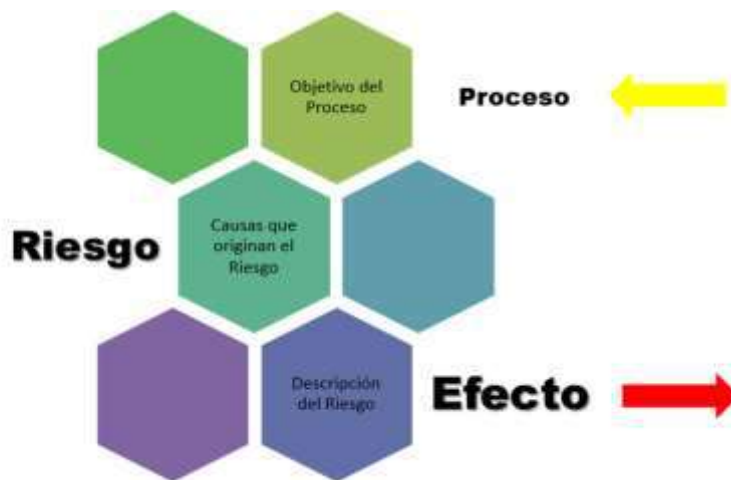 Objetivo del
Proceso
Proceso
Riesgo
Causas que
originan el
Riesgo
Descripción
del Riesgo
Efecto